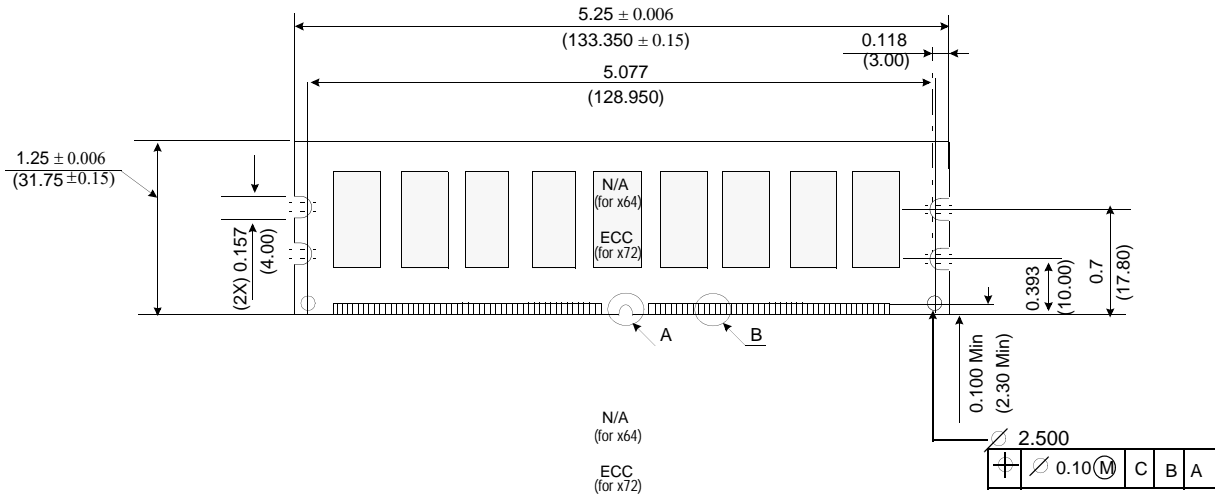 5.25 ± 0.006
(133.350 ± 0.15)
0.118
(3.00)
5.077
(128.950)
1.25 ± 0.006
(31.75 ±0.15)
N/A
(for x64)
ECC
(for x72)
(2X) 0.157
(4.00)
0.393
(10.00)
0.7
(17.80)
A
B
0.100 Min
(2.30 Min)
N/A
(for x64)
ECC
(for x72)
⌀ 2.500
⌖ ⌀ 0.10 Ⓜ C B A